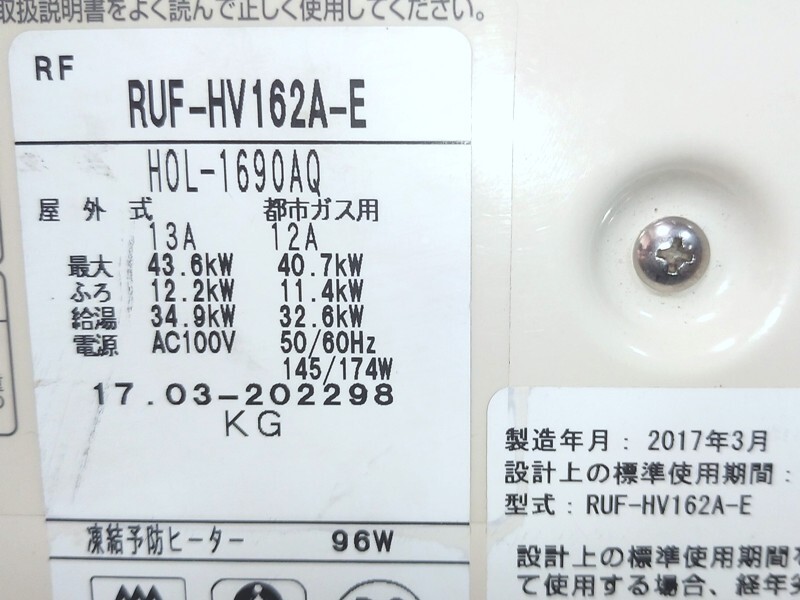 取扱説明書をよく読んで正しく使用してください。
RF
RUF-HV162A-E
HOL-1690AQ
屋外式 都市ガス用
13A 12A
最大 43.6kW 40.7kW
ふろ 12.2kW 11.4kW
給湯 34.9kW 32.6kW
電源 AC100V 50/60Hz
145/174W
17.03-202298
KG
凍結予防ヒーター 96W
製造年月：2017年3月
設計上の標準使用期間：
型式：RUF-HV162A-E
設計上の標準使用期間を
て使用する場合、経年劣